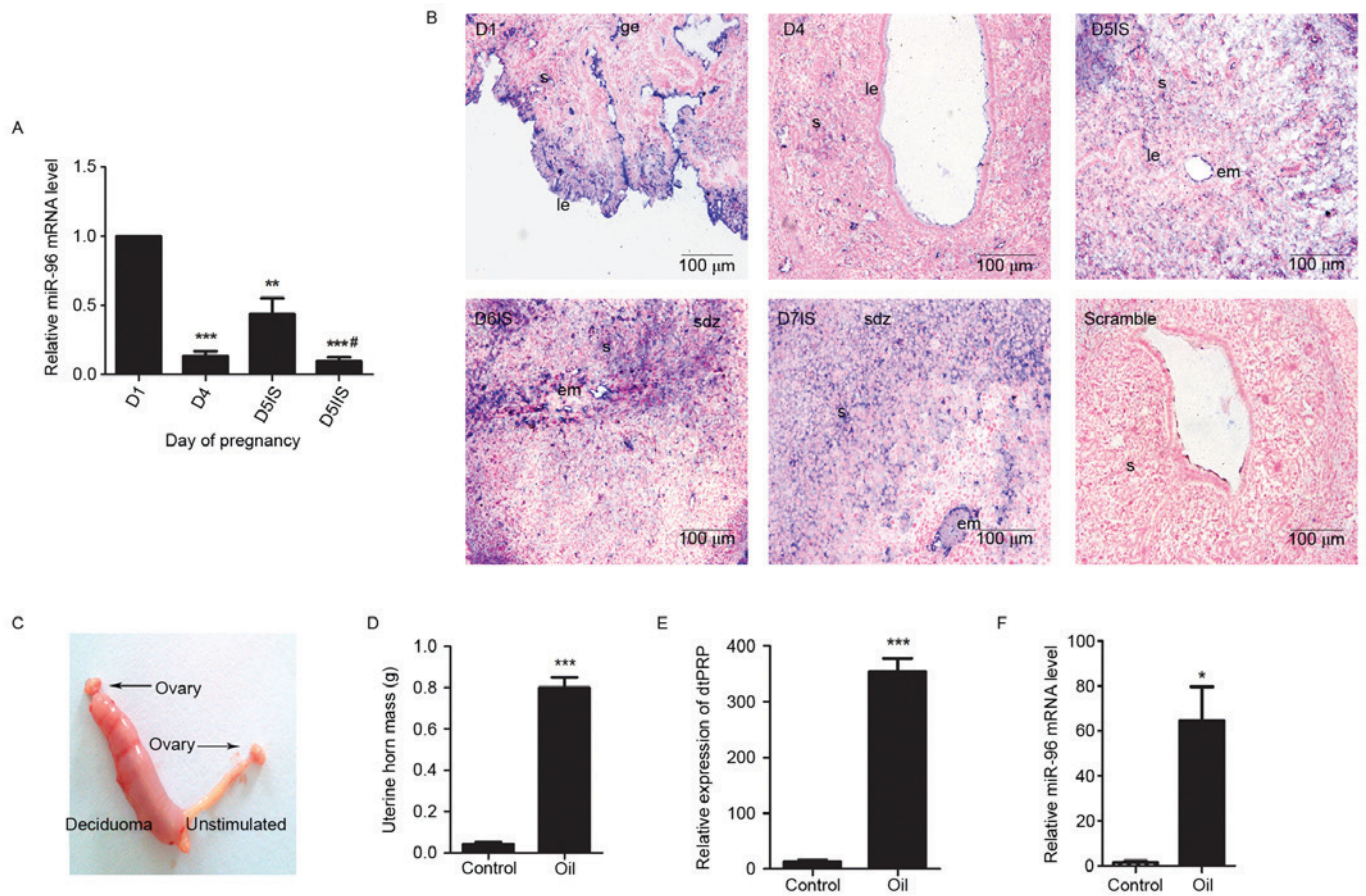 A
Relative miR-96 mRNA level
1.5
1.0
0.5
0.0
**
***
***#
D1
D4
D5IS
D5IIS
Day of pregnancy
B
D1
ge
s
le
100 μm
D4
le
s
100 μm
D5IS
s
le
em
100 μm
D6IS
sdz
s
em
100 μm
D7IS
sdz
s
em
100 μm
Scramble
s
100 μm
C
Ovary
Ovary
Deciduoma
Unstimulated
D
Uterine horn mass (g)
1.0
0.8
0.6
0.4
0.2
0.0
***
Control
Oil
E
Relative expression of dtPRP
400
300
200
100
0
***
Control
Oil
F
Relative miR-96 mRNA level
100
80
60
40
20
0
*
Control
Oil